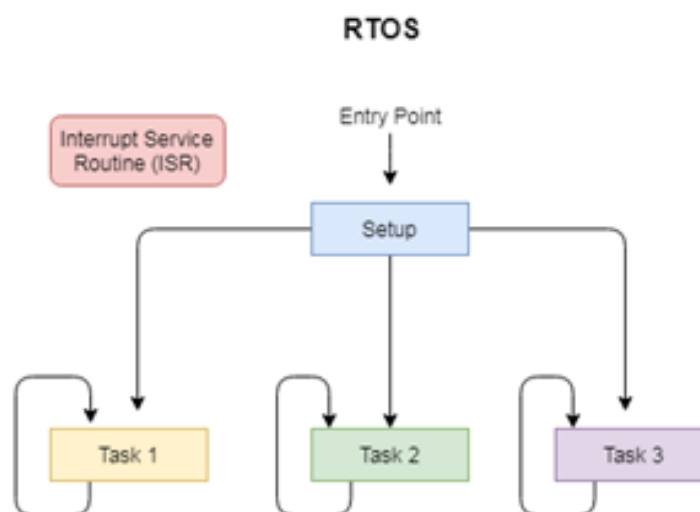 RTOS
Entry Point
Interrupt Service
Routine (ISR)
Setup
Task 1
Task 2
Task 3